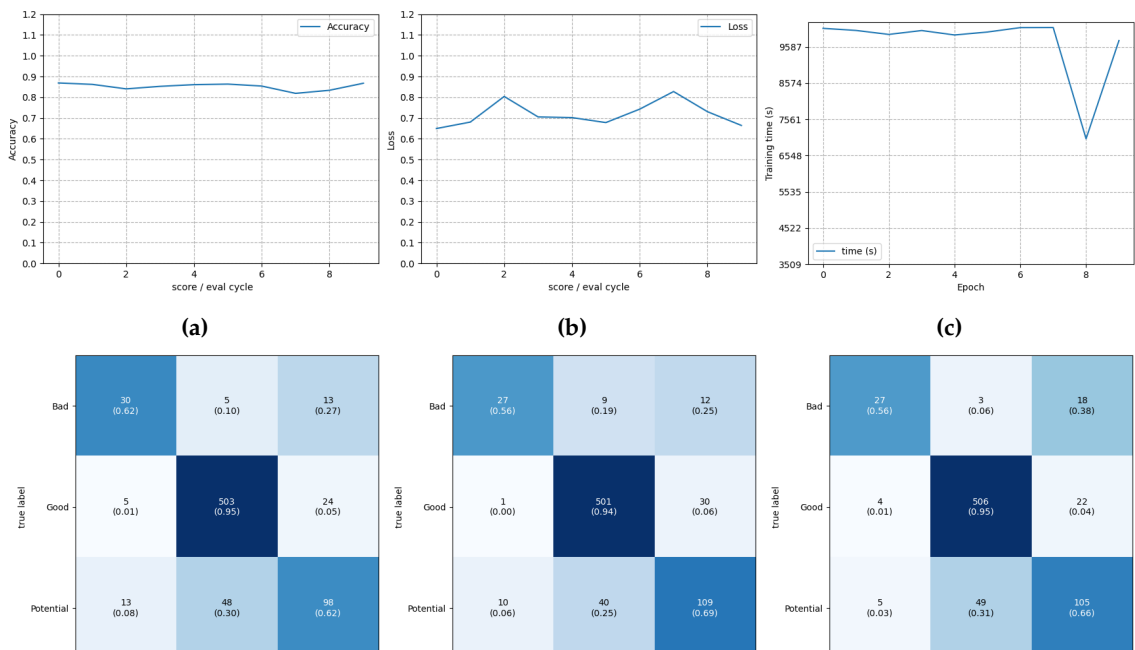 1.2
1.1
1.0
0.9
0.8
0.7
0.6
0.5
0.4
0.3
0.2
0.1
0.0
Accuracy
Accuracy
0 2 4 6 8
score / eval cycle
(a)
1.2
1.1
1.0
0.9
0.8
0.7
0.6
0.5
0.4
0.3
0.2
0.1
0.0
Loss
Loss
0 2 4 6 8
score / eval cycle
(b)
9587
8574
7561
6548
5535
4522
3509
Training time (s)
time (s)
0 2 4 6 8
Epoch
(c)
true label
Bad
30 5 13
(0.62) (0.10) (0.27)
Good
5 503 24
(0.01) (0.95) (0.05)
Potential
13 48 98
(0.08) (0.30) (0.62)
true label
Bad
27 9 12
(0.56) (0.19) (0.25)
Good
1 501 30
(0.00) (0.94) (0.06)
Potential
10 40 109
(0.06) (0.25) (0.69)
true label
Bad
27 3 18
(0.56) (0.06) (0.38)
Good
4 506 22
(0.01) (0.95) (0.04)
Potential
5 49 105
(0.03) (0.31) (0.66)